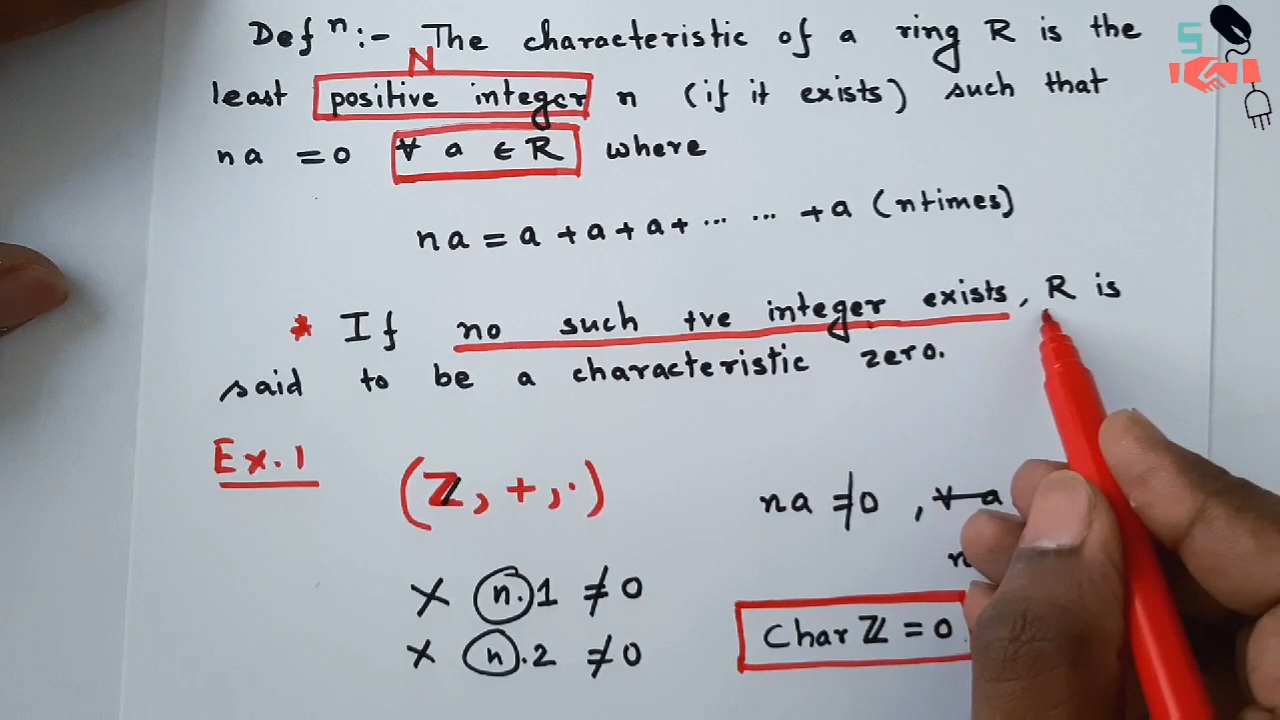 Defⁿ:- The characteristic of a ring R is the
N
least positive integer n (if it exists) such that
na = 0 ∀ a ∈ R where
na = a + a + a + ... ... + a (n times)
* If no such +ve integer exists, R is
said to be a characteristic zero.
Ex.1 (ℤ, +, ·) na ≠ 0, ∀ a
× n.1 ≠ 0
× n.2 ≠ 0 Char ℤ = 0
S